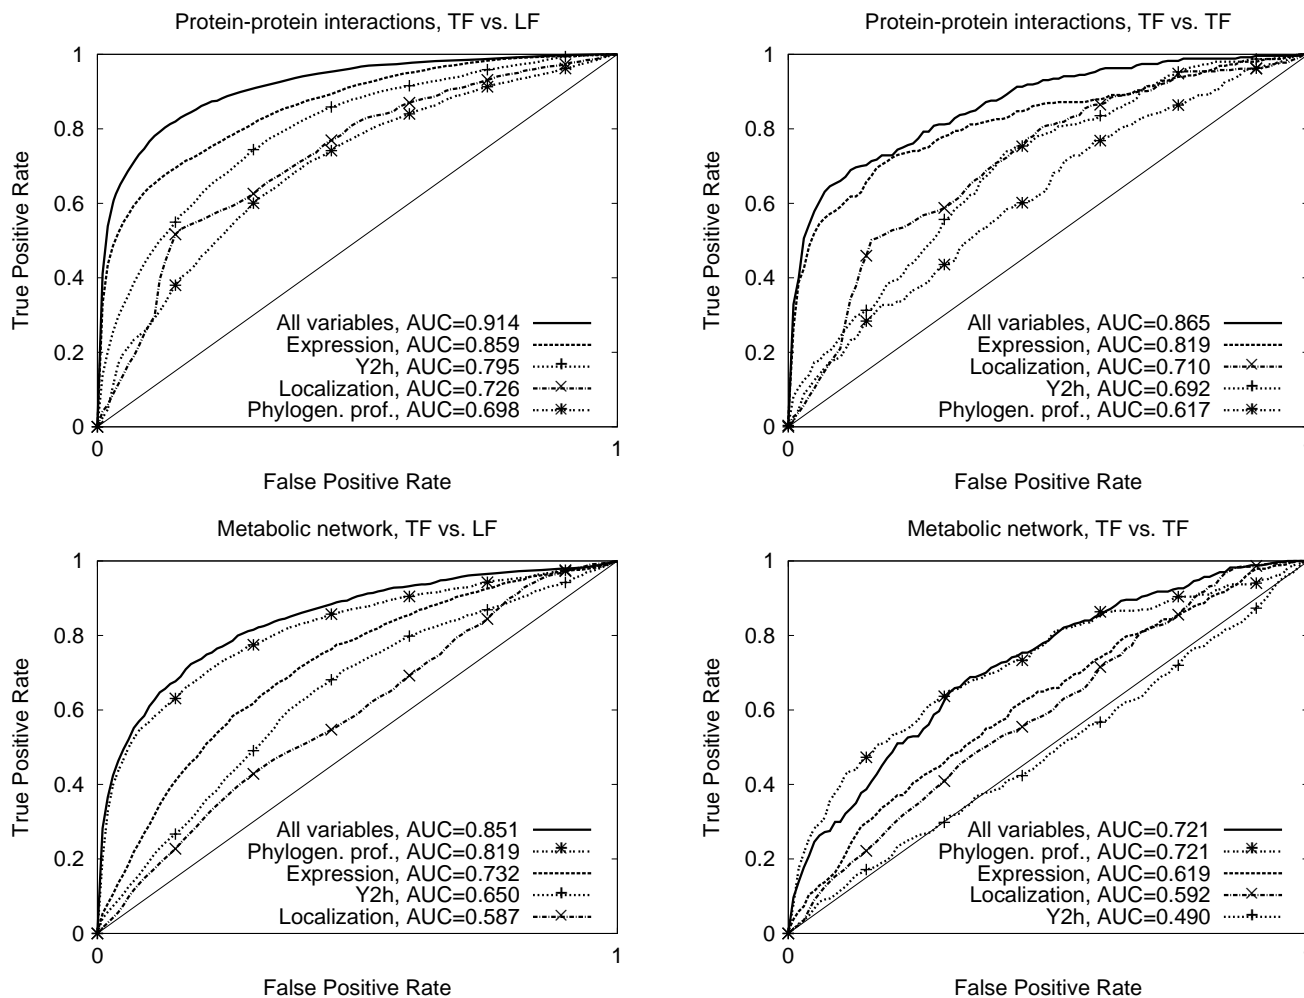 Protein-protein interactions, TF vs. LF
1
0.8
0.6
0.4
0.2
0
0
1
True Positive Rate
False Positive Rate
All variables, AUC=0.914
Expression, AUC=0.859
Y2h, AUC=0.795
Localization, AUC=0.726
Phylogen. prof., AUC=0.698
Protein-protein interactions, TF vs. TF
1
0.8
0.6
0.4
0.2
0
0
True Positive Rate
False Positive Rate
All variables, AUC=0.865
Expression, AUC=0.819
Localization, AUC=0.710
Y2h, AUC=0.692
Phylogen. prof., AUC=0.617
Metabolic network, TF vs. LF
1
0.8
0.6
0.4
0.2
0
0
1
True Positive Rate
False Positive Rate
All variables, AUC=0.851
Phylogen. prof., AUC=0.819
Expression, AUC=0.732
Y2h, AUC=0.650
Localization, AUC=0.587
Metabolic network, TF vs. TF
1
0.8
0.6
0.4
0.2
0
0
True Positive Rate
False Positive Rate
All variables, AUC=0.721
Phylogen. prof., AUC=0.721
Expression, AUC=0.619
Localization, AUC=0.592
Y2h, AUC=0.490